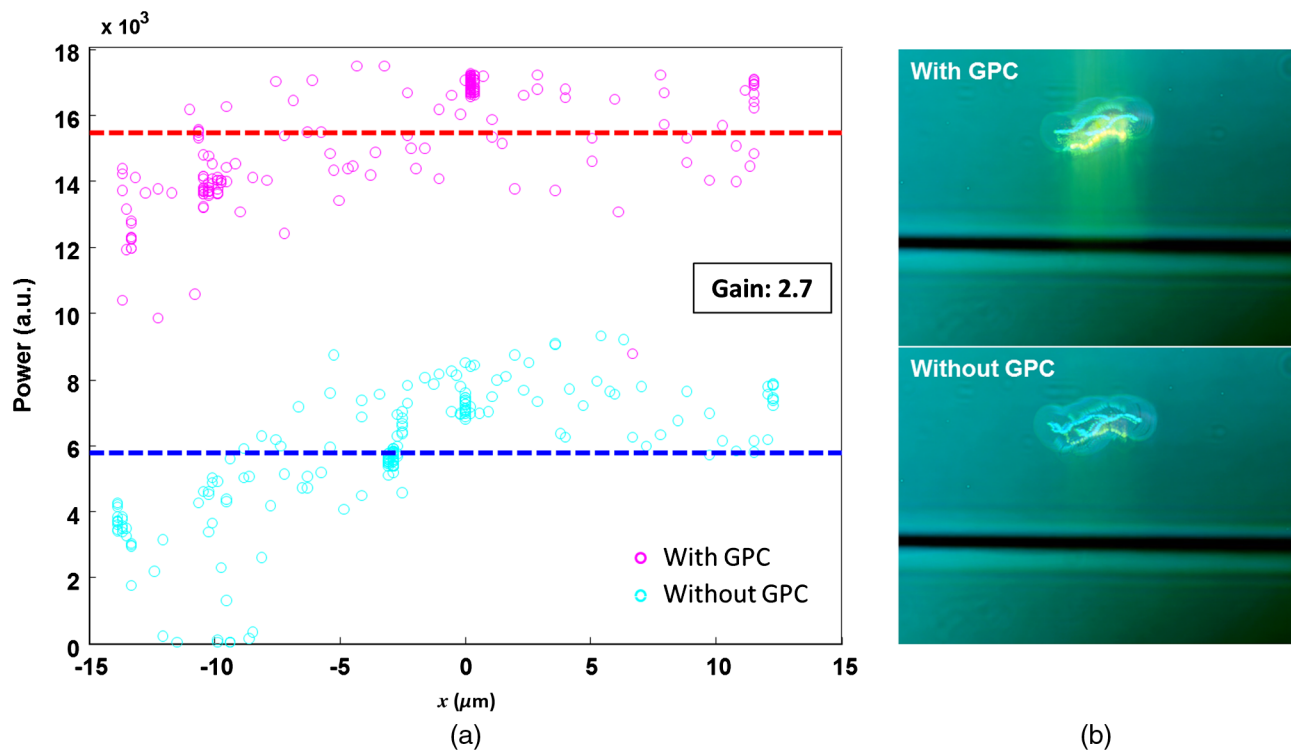 x 10³
18
16
14
12
10
8
6
4
2
0
Power (a.u.)
-15
-10
-5
0
5
10
15
x (μm)
Gain: 2.7
With GPC
Without GPC
(a)
With GPC
Without GPC
(b)